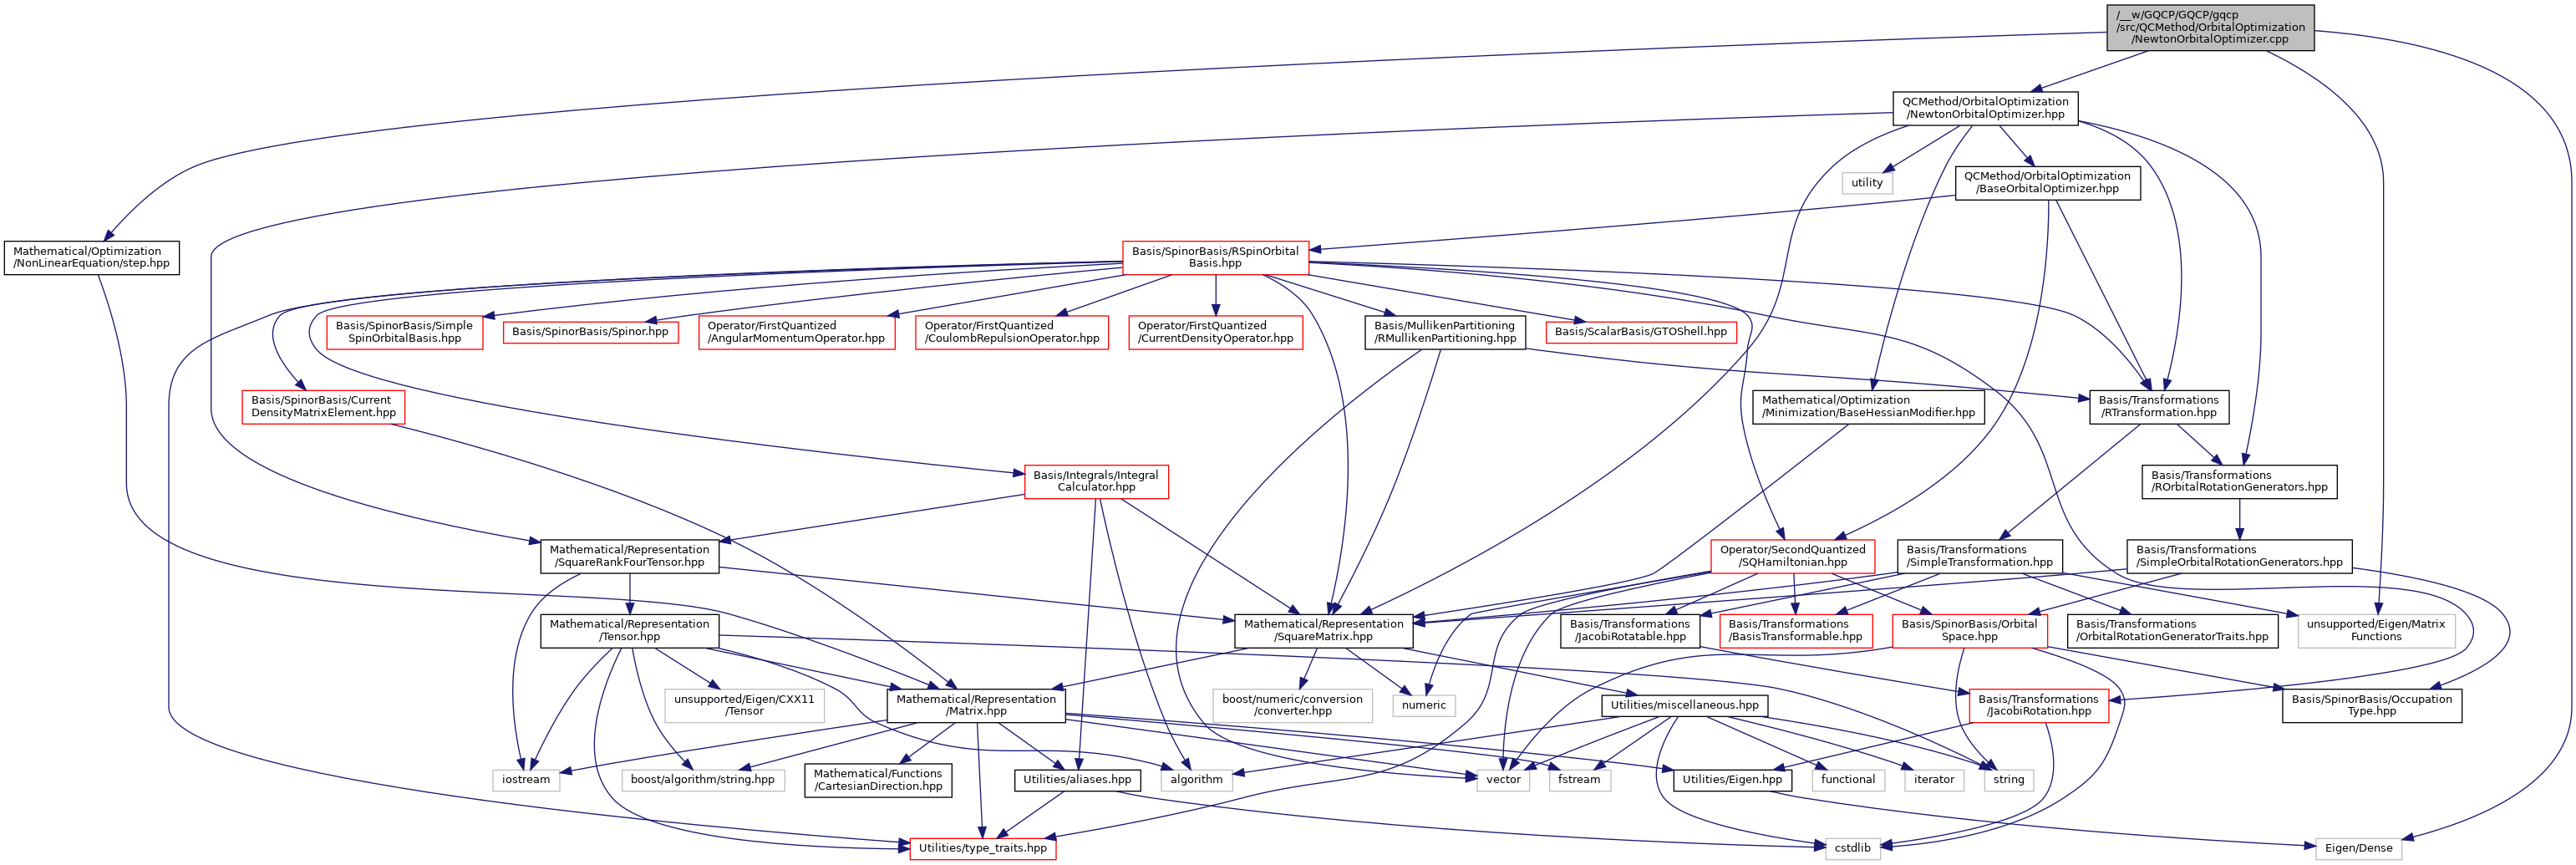 /__w/GQCP/GQCP/gqcp
/src/QCMethod/OrbitalOptimization
/NewtonOrbitalOptimizer.cpp
QCMethod/OrbitalOptimization
/NewtonOrbitalOptimizer.hpp
utility
QCMethod/OrbitalOptimization
/BaseOrbitalOptimizer.hpp
Mathematical/Optimization
/NonLinearEquation/step.hpp
Basis/SpinorBasis/RSpinOrbital
Basis.hpp
Basis/SpinorBasis/Simple
SpinOrbitalBasis.hpp
Basis/SpinorBasis/Spinor.hpp
Operator/FirstQuantized
/AngularMomentumOperator.hpp
Operator/FirstQuantized
/CoulombRepulsionOperator.hpp
Operator/FirstQuantized
/CurrentDensityOperator.hpp
Basis/MullikenPartitioning
/RMullikenPartitioning.hpp
Basis/ScalarBasis/GTOShell.hpp
Basis/SpinorBasis/Current
DensityMatrixElement.hpp
Mathematical/Optimization
/Minimization/BaseHessianModifier.hpp
Basis/Transformations
/RTransformation.hpp
Basis/Integrals/Integral
Calculator.hpp
Basis/Transformations
/ROrbitalRotationGenerators.hpp
Mathematical/Representation
/SquareRankFourTensor.hpp
Operator/SecondQuantized
/SQHamiltonian.hpp
Basis/Transformations
/SimpleTransformation.hpp
Basis/Transformations
/SimpleOrbitalRotationGenerators.hpp
Mathematical/Representation
/Tensor.hpp
Mathematical/Representation
/SquareMatrix.hpp
Basis/Transformations
/JacobiRotatable.hpp
Basis/Transformations
/BasisTransformable.hpp
Basis/SpinorBasis/Orbital
Space.hpp
Basis/Transformations
/OrbitalRotationGeneratorTraits.hpp
unsupported/Eigen/Matrix
Functions
unsupported/Eigen/CXX11
/Tensor
Mathematical/Representation
/Matrix.hpp
boost/numeric/conversion
/converter.hpp
numeric
Utilities/miscellaneous.hpp
Basis/Transformations
/JacobiRotation.hpp
Basis/SpinorBasis/Occupation
Type.hpp
iostream
boost/algorithm/string.hpp
Mathematical/Functions
/CartesianDirection.hpp
Utilities/aliases.hpp
algorithm
vector
fstream
Utilities/Eigen.hpp
functional
iterator
string
Utilities/type_traits.hpp
cstdlib
Eigen/Dense